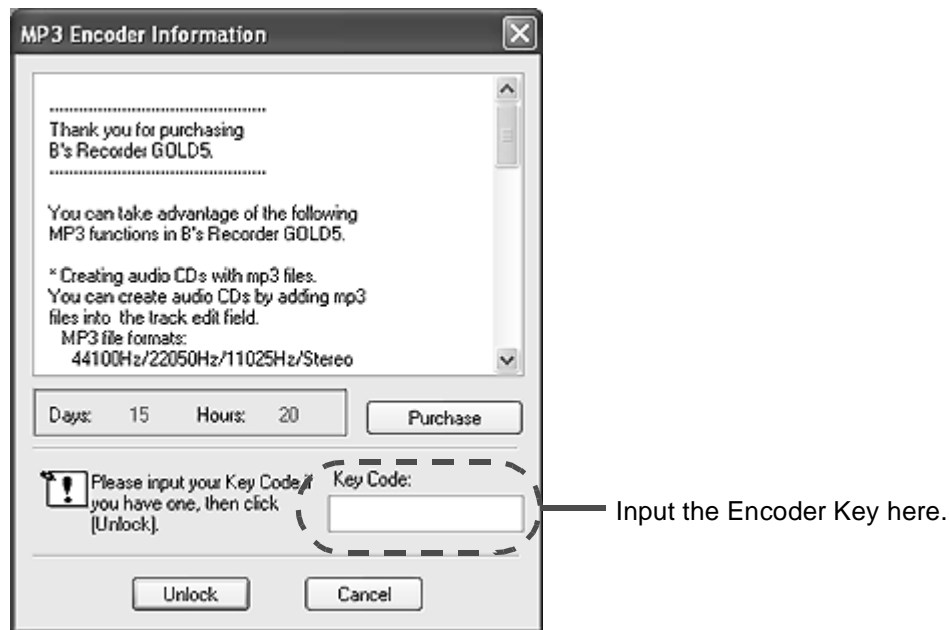 MP3 Encoder Information
Thank you for purchasing
B's Recorder GOLD5.
You can take advantage of the following
MP3 functions in B's Recorder GOLD5.
* Creating audio CDs with mp3 files.
You can create audio CDs by adding mp3
files into the track edit field.
MP3 file formats:
44100Hz/22050Hz/11025Hz/Stereo
Days: 15 Hours: 20 Purchase
Please input your Key Code if
you have one, then click
[Unlock].
Key Code:
Input the Encoder Key here.
Unlock Cancel